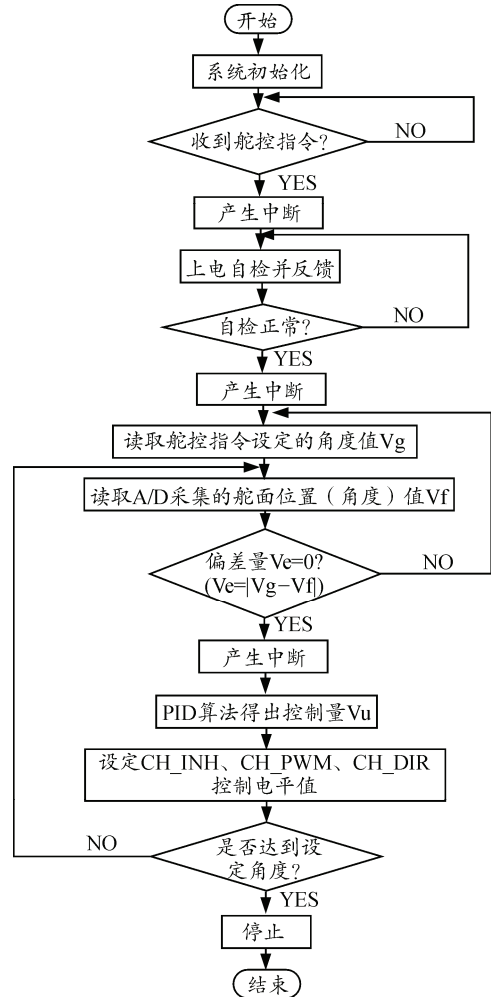 开始
系统初始化
收到舵控指令?
NO
YES
产生中断
上电自检并反馈
自检正常?
NO
YES
产生中断
读取舵控指令设定的角度值Vg
读取A/D采集的舵面位置（角度）值Vf
偏差量Ve=0?
(Ve=|Vg−Vf|)
NO
YES
产生中断
PID算法得出控制量Vu
设定CH_INH、CH_PWM、CH_DIR
控制电平值
NO
是否达到设
定角度?
YES
停止
结束